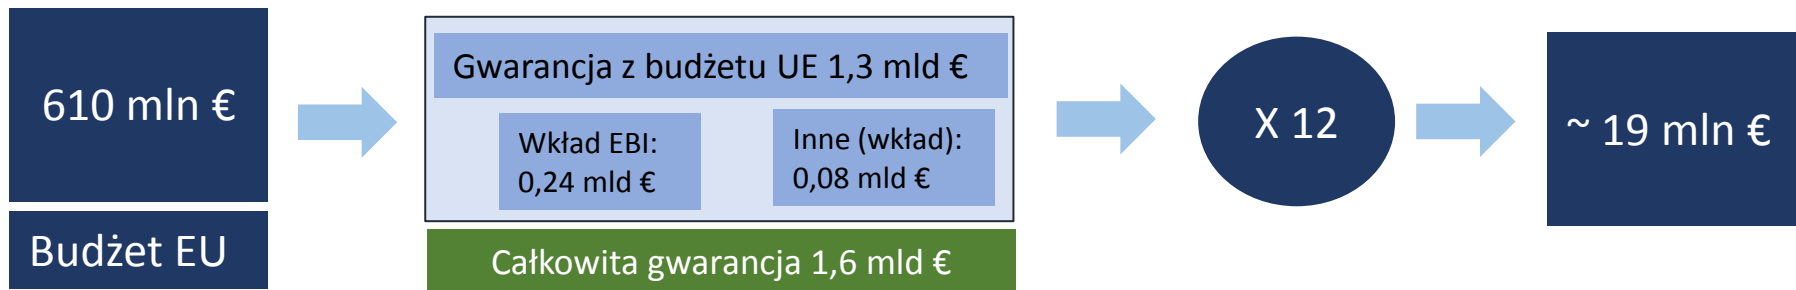 610 mln €
Budżet EU
Gwarancja z budżetu UE 1,3 mld €
Wkład EBI:
0,24 mld €
Inne (wkład):
0,08 mld €
Całkowita gwarancja 1,6 mld €
X 12
~ 19 mln €